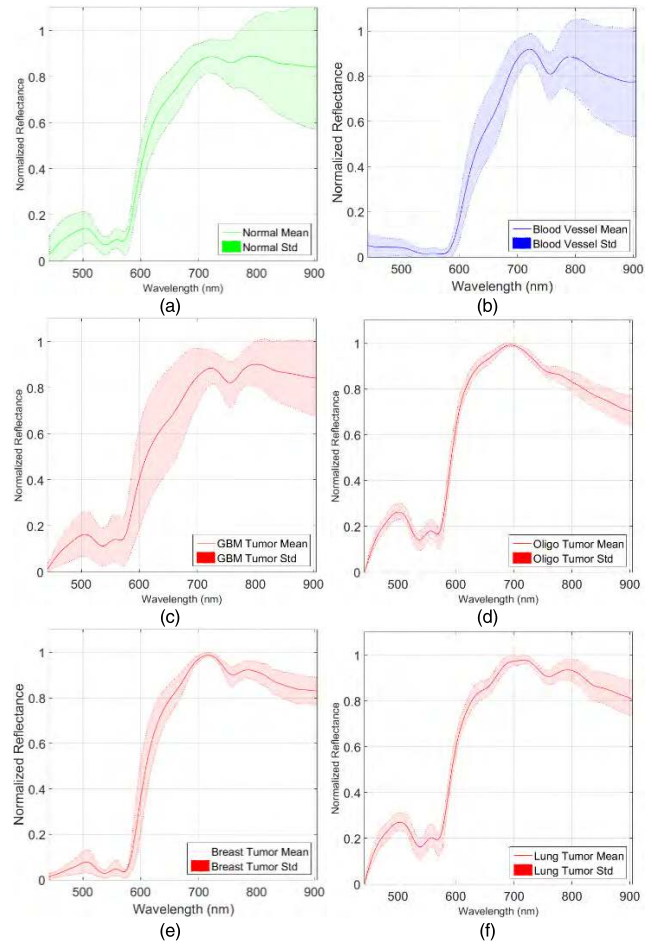 1
0.8
0.6
0.4
0.2
0
Normalized Reflectance
500 600 700 800 900
Wavelength (nm)
Normal Mean
Normal Std
(a)
1
0.8
0.6
0.4
0.2
0
Normalized Reflectance
500 600 700 800 900
Wavelength (nm)
Blood Vessel Mean
Blood Vessel Std
(b)
1
0.8
0.6
0.4
0.2
0
Normalized Reflectance
500 600 700 800 900
Wavelength (nm)
GBM Tumor Mean
GBM Tumor Std
(c)
1
0.8
0.6
0.4
0.2
0
Normalized Reflectance
500 600 700 800 900
Wavelength (nm)
Oligo Tumor Mean
Oligo Tumor Std
(d)
1
0.8
0.6
0.4
0.2
0
Normalized Reflectance
500 600 700 800 900
Wavelength (nm)
Breast Tumor Mean
Breast Tumor Std
(e)
1
0.8
0.6
0.4
0.2
0
Normalized Reflectance
500 600 700 800 900
Wavelength (nm)
Lung Tumor Mean
Lung Tumor Std
(f)